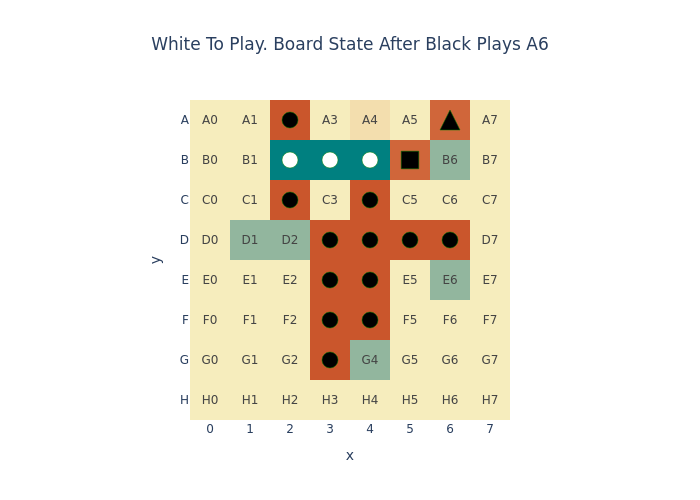 White To Play. Board State After Black Plays A6
A A0 A1 A3 A4 A5 A7
B B0 B1 B6 B7
C C0 C1 C3 C5 C6 C7
D D0 D1 D2 D7
E E0 E1 E2 E5 E6 E7
F F0 F1 F2 F5 F6 F7
G G0 G1 G2 G4 G5 G6 G7
H H0 H1 H2 H3 H4 H5 H6 H7
0 1 2 3 4 5 6 7
x
y